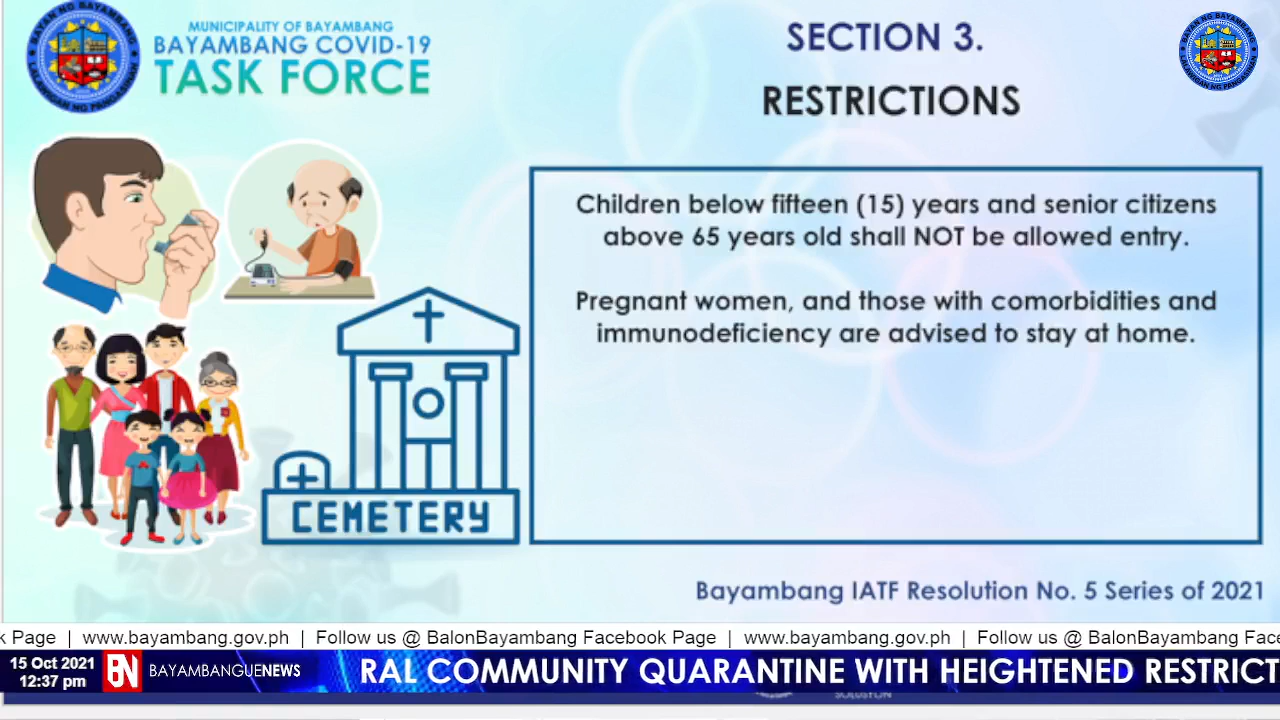 MUNICIPALITY OF BAYAMBANG
BAYAMBANG COVID-19
TASK FORCE
SECTION 3.
RESTRICTIONS
Children below fifteen (15) years and senior citizens
above 65 years old shall NOT be allowed entry.
Pregnant women, and those with comorbidities and
immunodeficiency are advised to stay at home.
CEMETERY
Bayambang IATF Resolution No. 5 Series of 2021
k Page | www.bayambang.gov.ph | Follow us @ BalonBayambang Facebook Page | www.bayambang.gov.ph | Follow us @ BalonBayambang Face
15 Oct 2021
12:37 pm
BN
BAYAMBANGUENEWS
RAL COMMUNITY QUARANTINE WITH HEIGHTENED RESTRICT